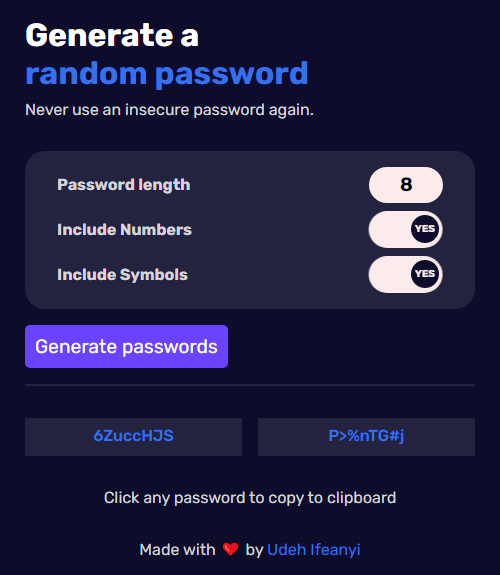 Generate a
random password
Never use an insecure password again.
Password length 8
Include Numbers YES
Include Symbols YES
Generate passwords
6ZuccHJS P>%nTG#j
Click any password to copy to clipboard
Made with ❤️ by Udeh Ifeanyi